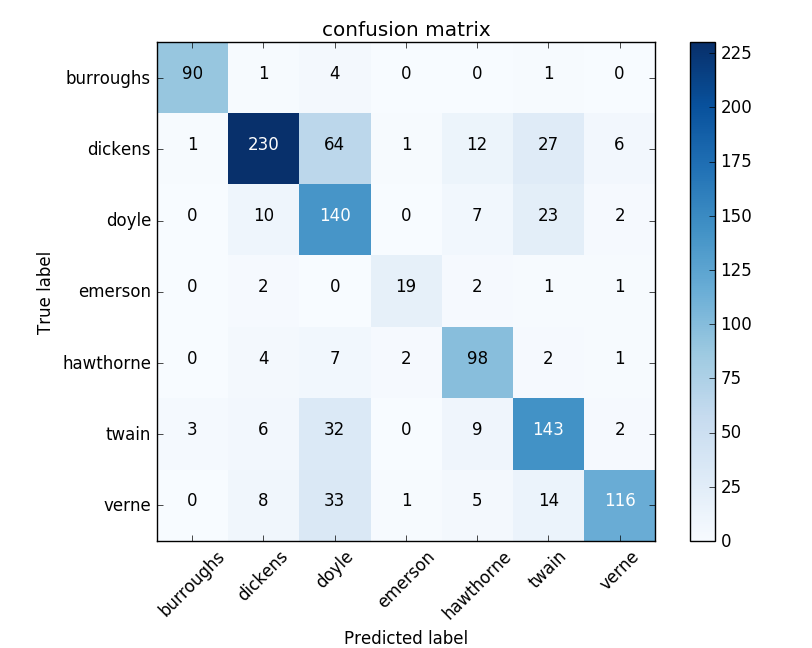 confusion matrix
burroughs 90 1 4 0 0 1 0
dickens 1 230 64 1 12 27 6
doyle 0 10 140 0 7 23 2
emerson 0 2 0 19 2 1 1
hawthorne 0 4 7 2 98 2 1
twain 3 6 32 0 9 143 2
verne 0 8 33 1 5 14 116
True label
burroughs dickens doyle emerson hawthorne twain verne
Predicted label
225
200
175
150
125
100
75
50
25
0